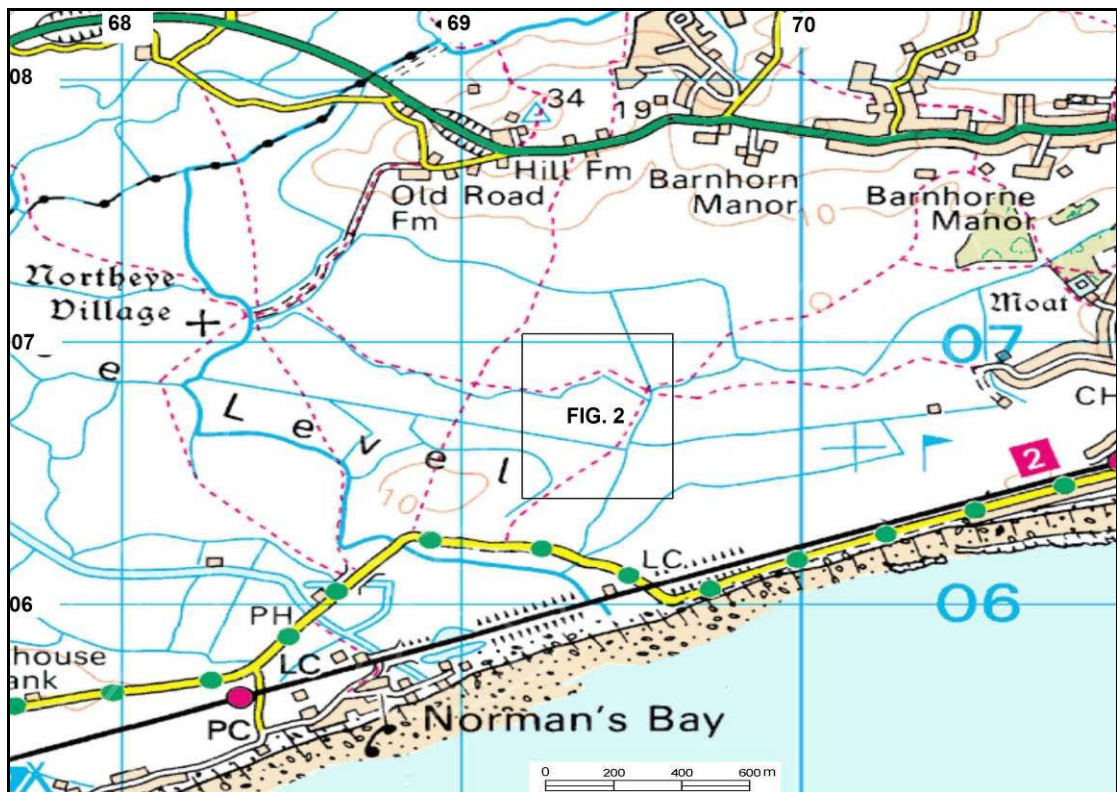 68
69
70
08
34
19
Hill Fm
Old Road
Fm
Barnhorn
Manor
Barnhorne
Manor
10
Northeye
Village
Moat
07
07
e
CH
FIG. 2
L e v e l
10
2
LC
06
06
PH
house
ank
LC
PC
Norman's Bay
0 200 400 600 m